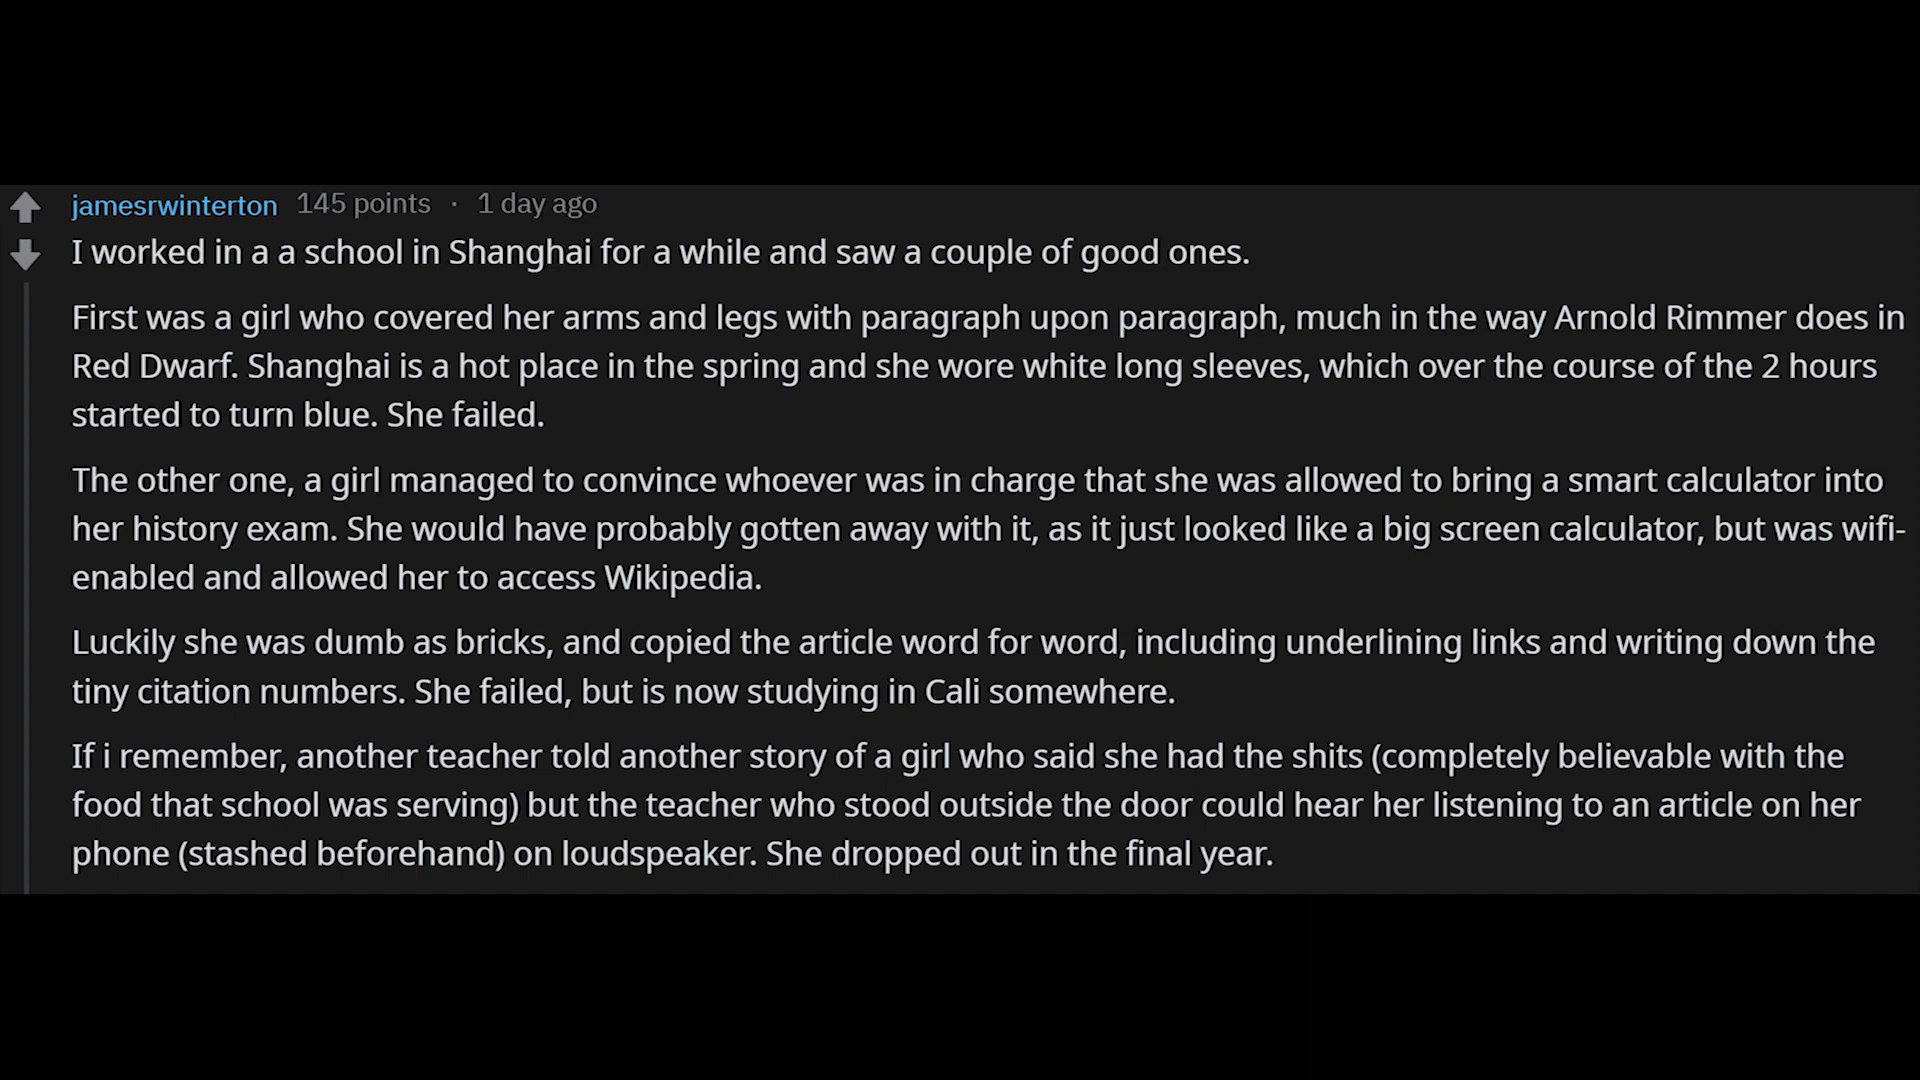 jamesrwinterton 145 points · 1 day ago
I worked in a a school in Shanghai for a while and saw a couple of good ones.
First was a girl who covered her arms and legs with paragraph upon paragraph, much in the way Arnold Rimmer does in
Red Dwarf. Shanghai is a hot place in the spring and she wore white long sleeves, which over the course of the 2 hours
started to turn blue. She failed.
The other one, a girl managed to convince whoever was in charge that she was allowed to bring a smart calculator into
her history exam. She would have probably gotten away with it, as it just looked like a big screen calculator, but was wifi-
enabled and allowed her to access Wikipedia.
Luckily she was dumb as bricks, and copied the article word for word, including underlining links and writing down the
tiny citation numbers. She failed, but is now studying in Cali somewhere.
If i remember, another teacher told another story of a girl who said she had the shits (completely believable with the
food that school was serving) but the teacher who stood outside the door could hear her listening to an article on her
phone (stashed beforehand) on loudspeaker. She dropped out in the final year.